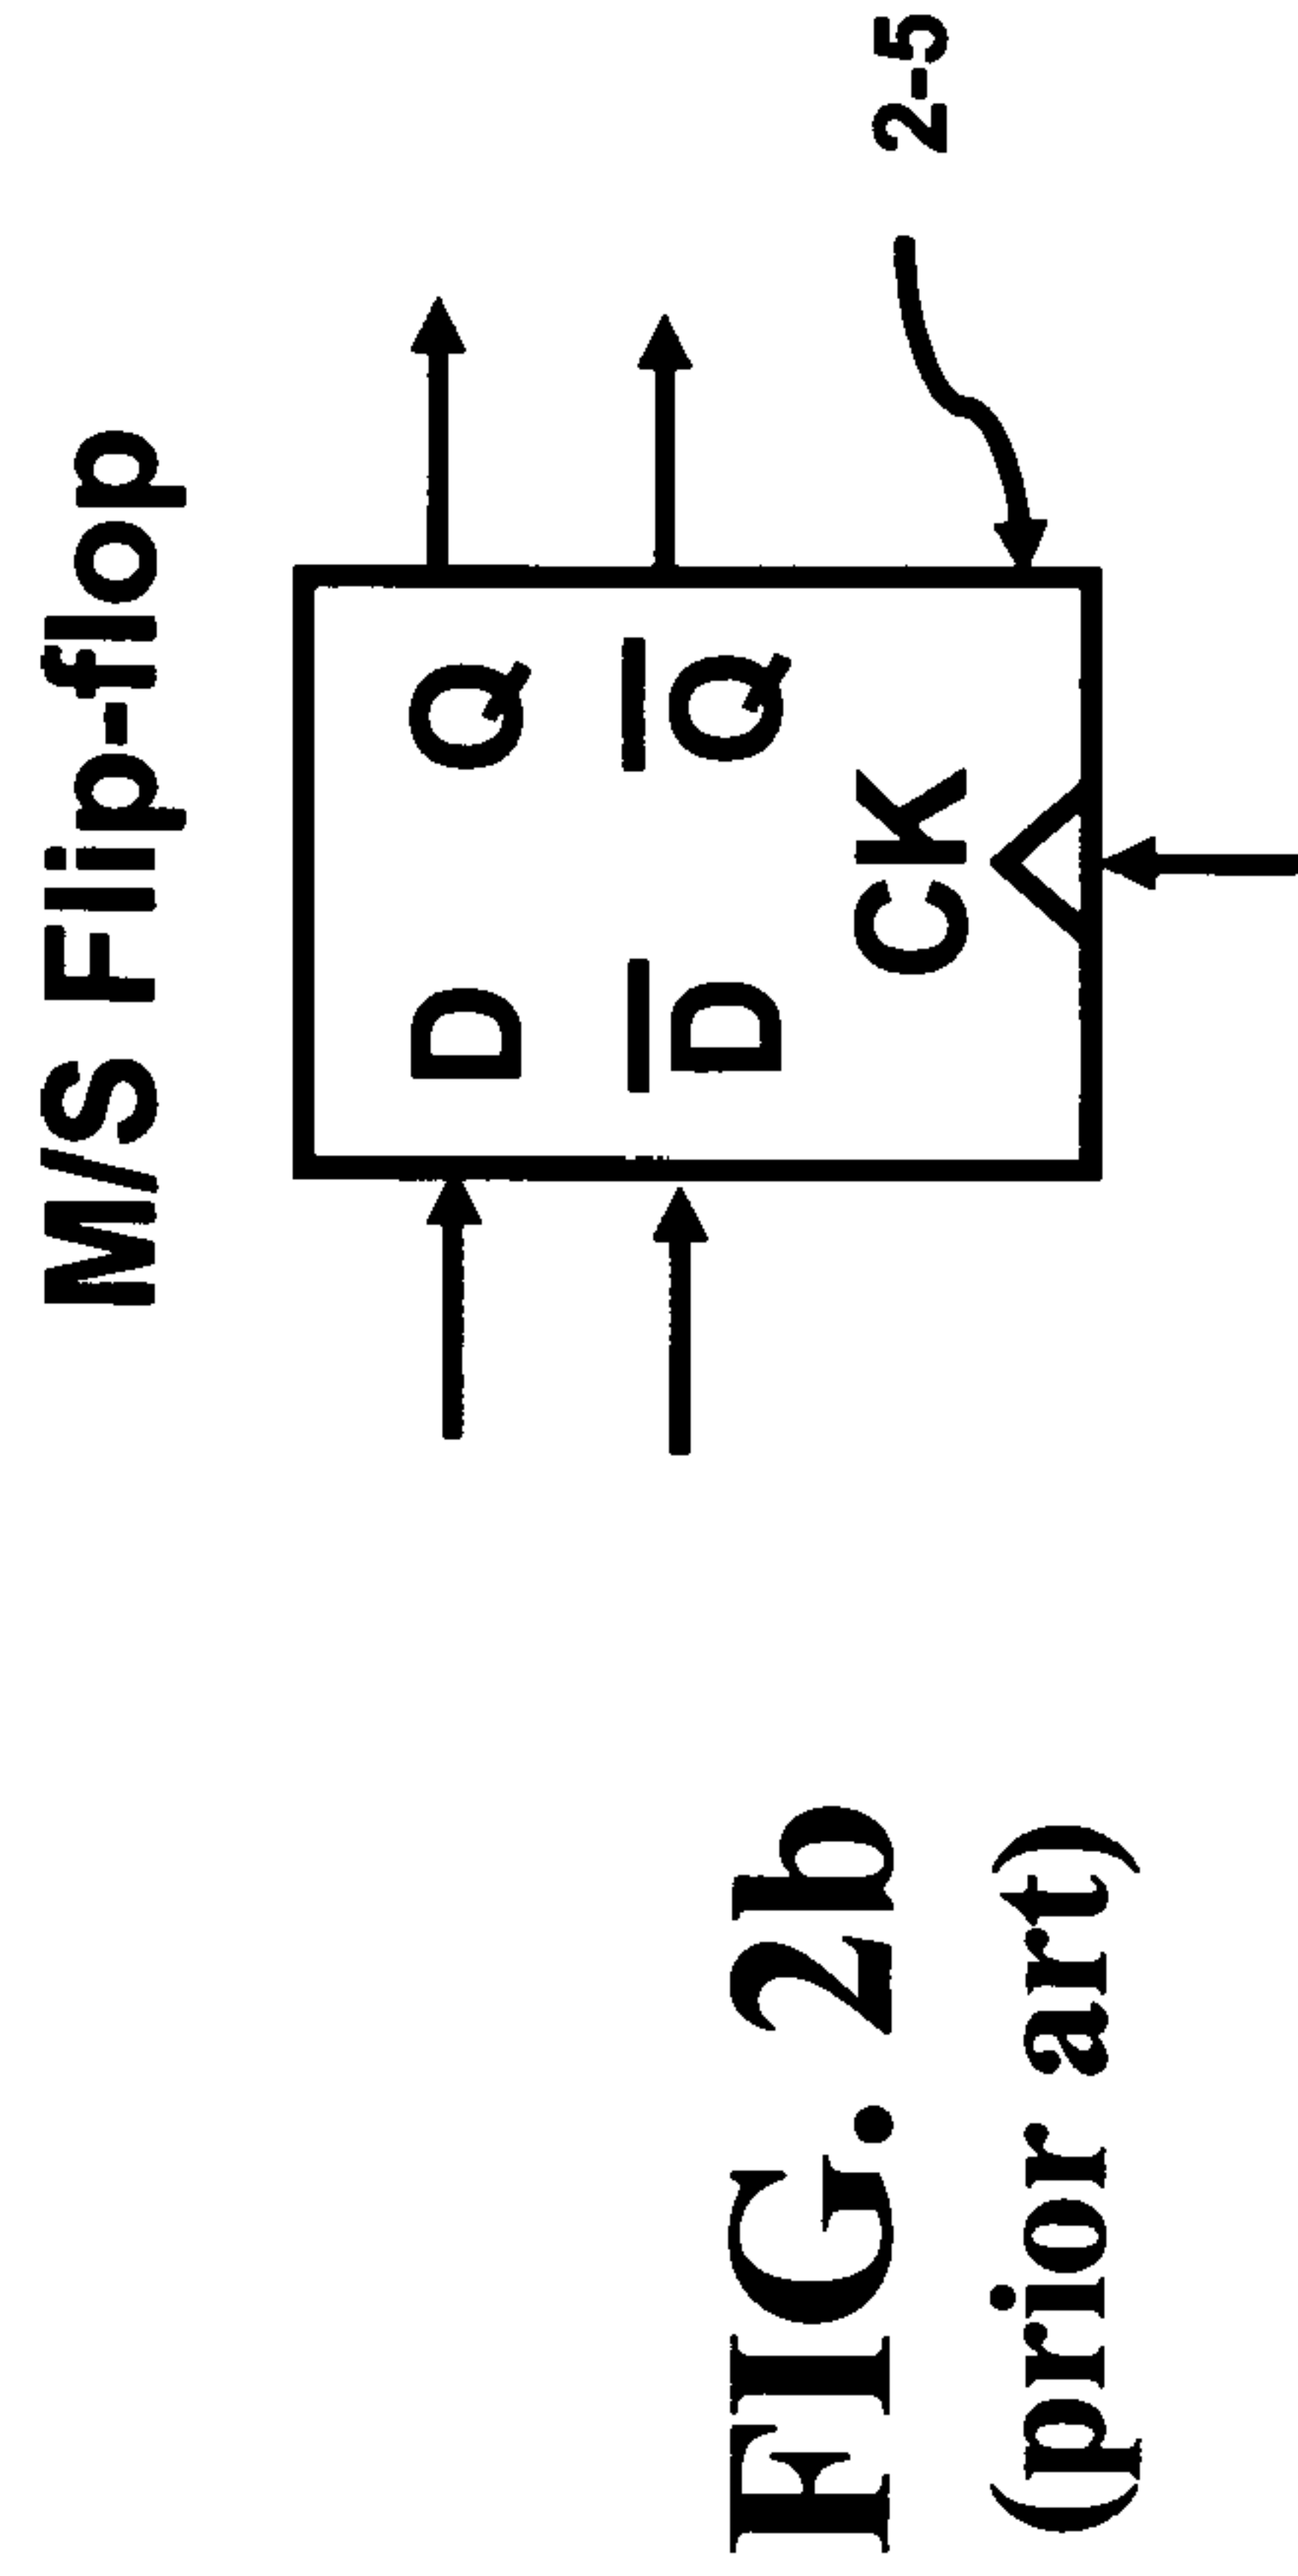 M/S Flip-flop
D Q
D̅ Q̅
CK
2-5
FIG. 2b
(prior art)